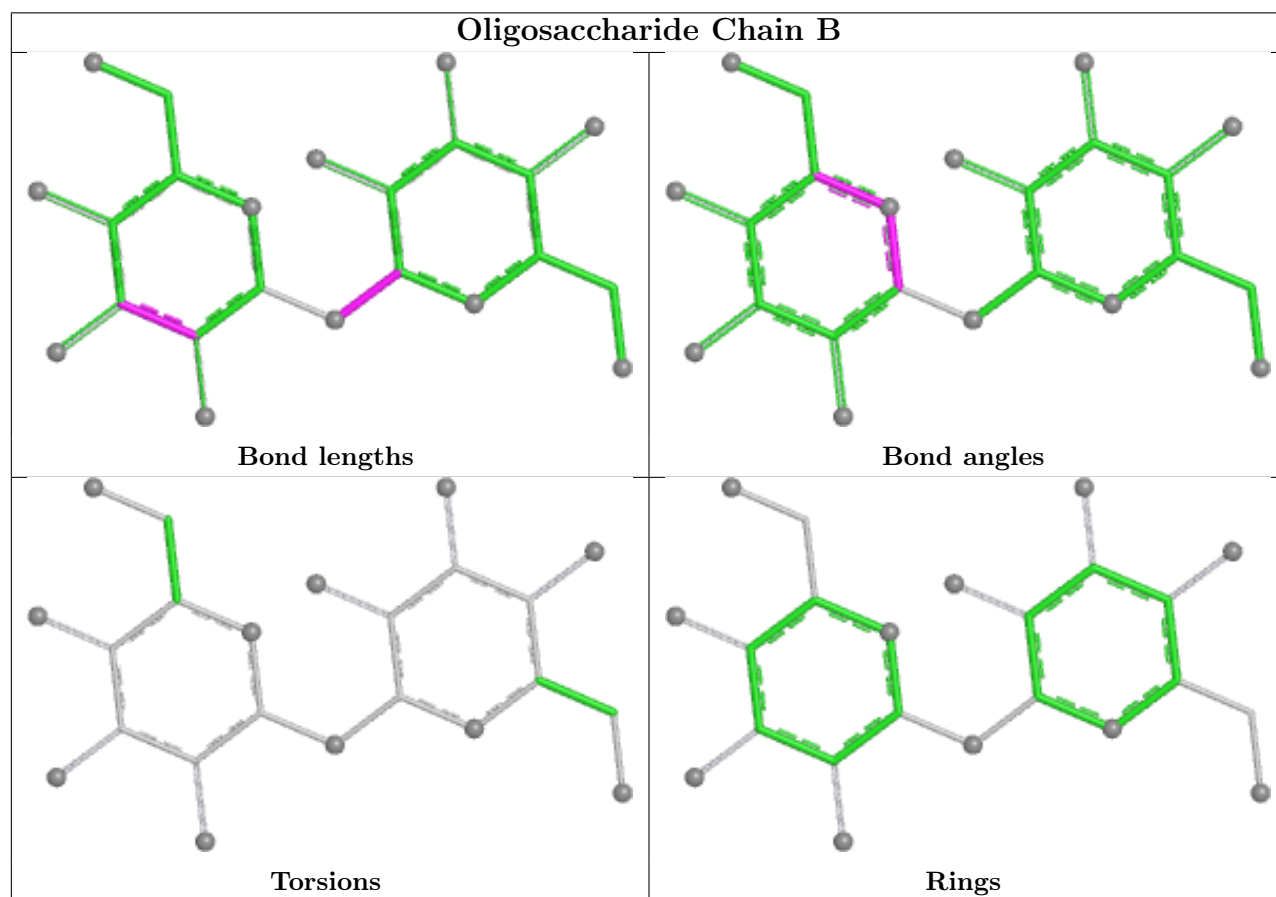 Oligosaccharide Chain B
Bond lengths
Bond angles
Torsions
Rings